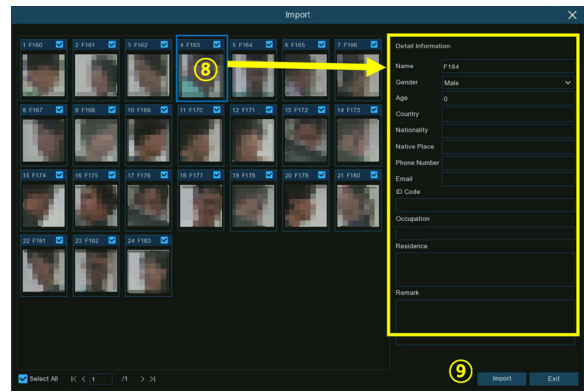 Import
1 F160 2 F161 3 F162 4 F163 5 F164 6 F165 7 F166
⑧
8 F167 9 F168 10 F169 11 F170 12 F171 13 F172 14 F173
15 F174 16 F175 17 F176 18 F177 19 F178 20 F179 21 F180
22 F181 23 F182 24 F183
Detail Information:
Name F164
Gender Male
Age 0
Country
Nationality
Native Place
Phone Number
Email
ID Code
Occupation
Residence
Remark
Select All |< < 1 /1 > >|
⑨ Import Exit